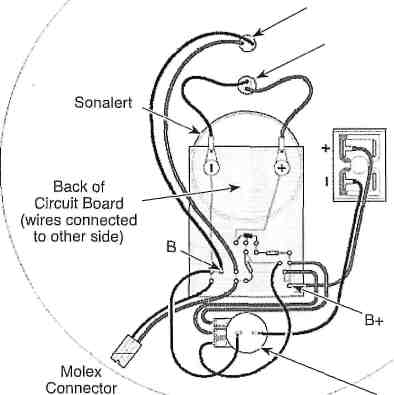 Sonalert
Back of
Circuit Board
(wires connected
to other side)
B
B+
Molex
Connector
+
−
−
+